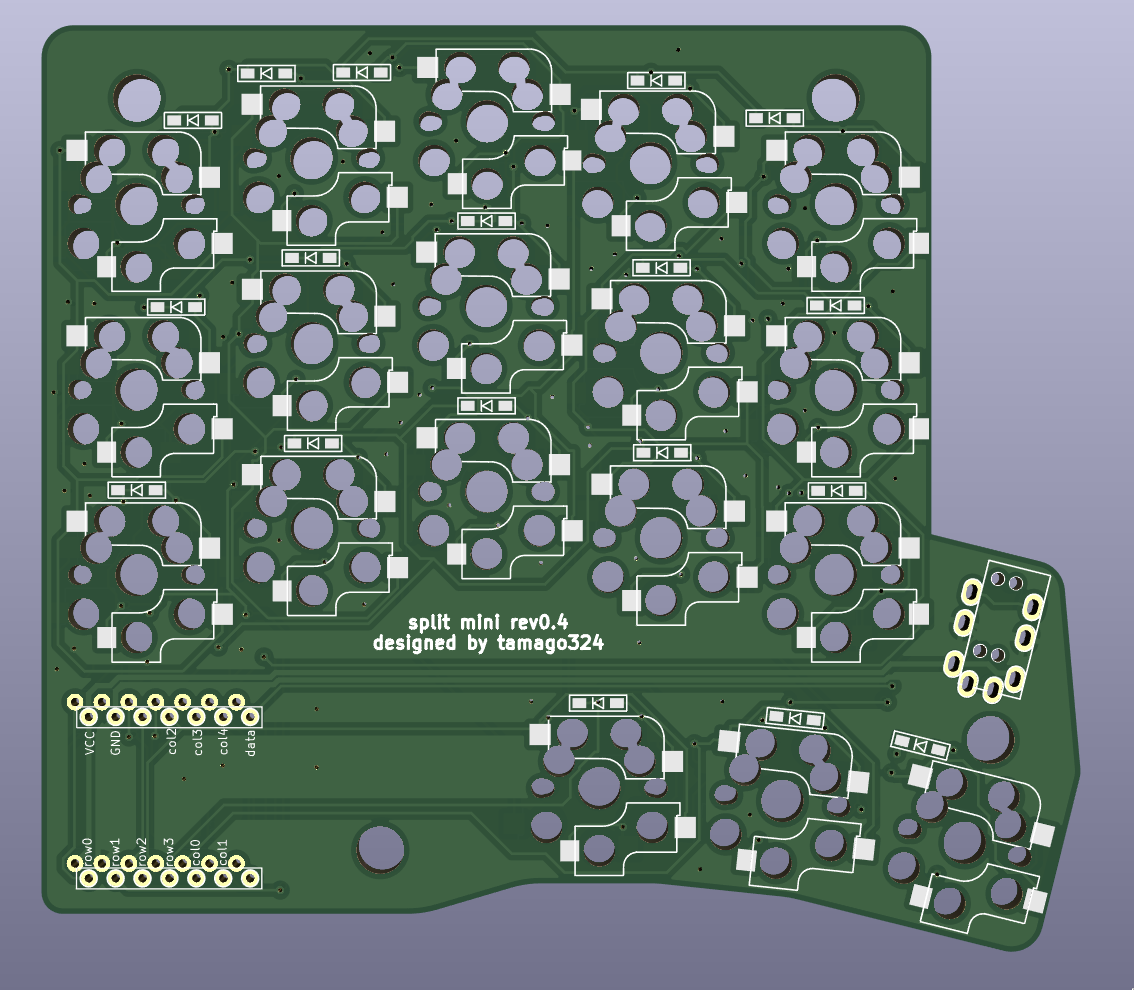 split mini rev0.4
designed by tamago324
VCC
GND
col2
col3
col4
data
row0
row1
row2
row3
col0
col1